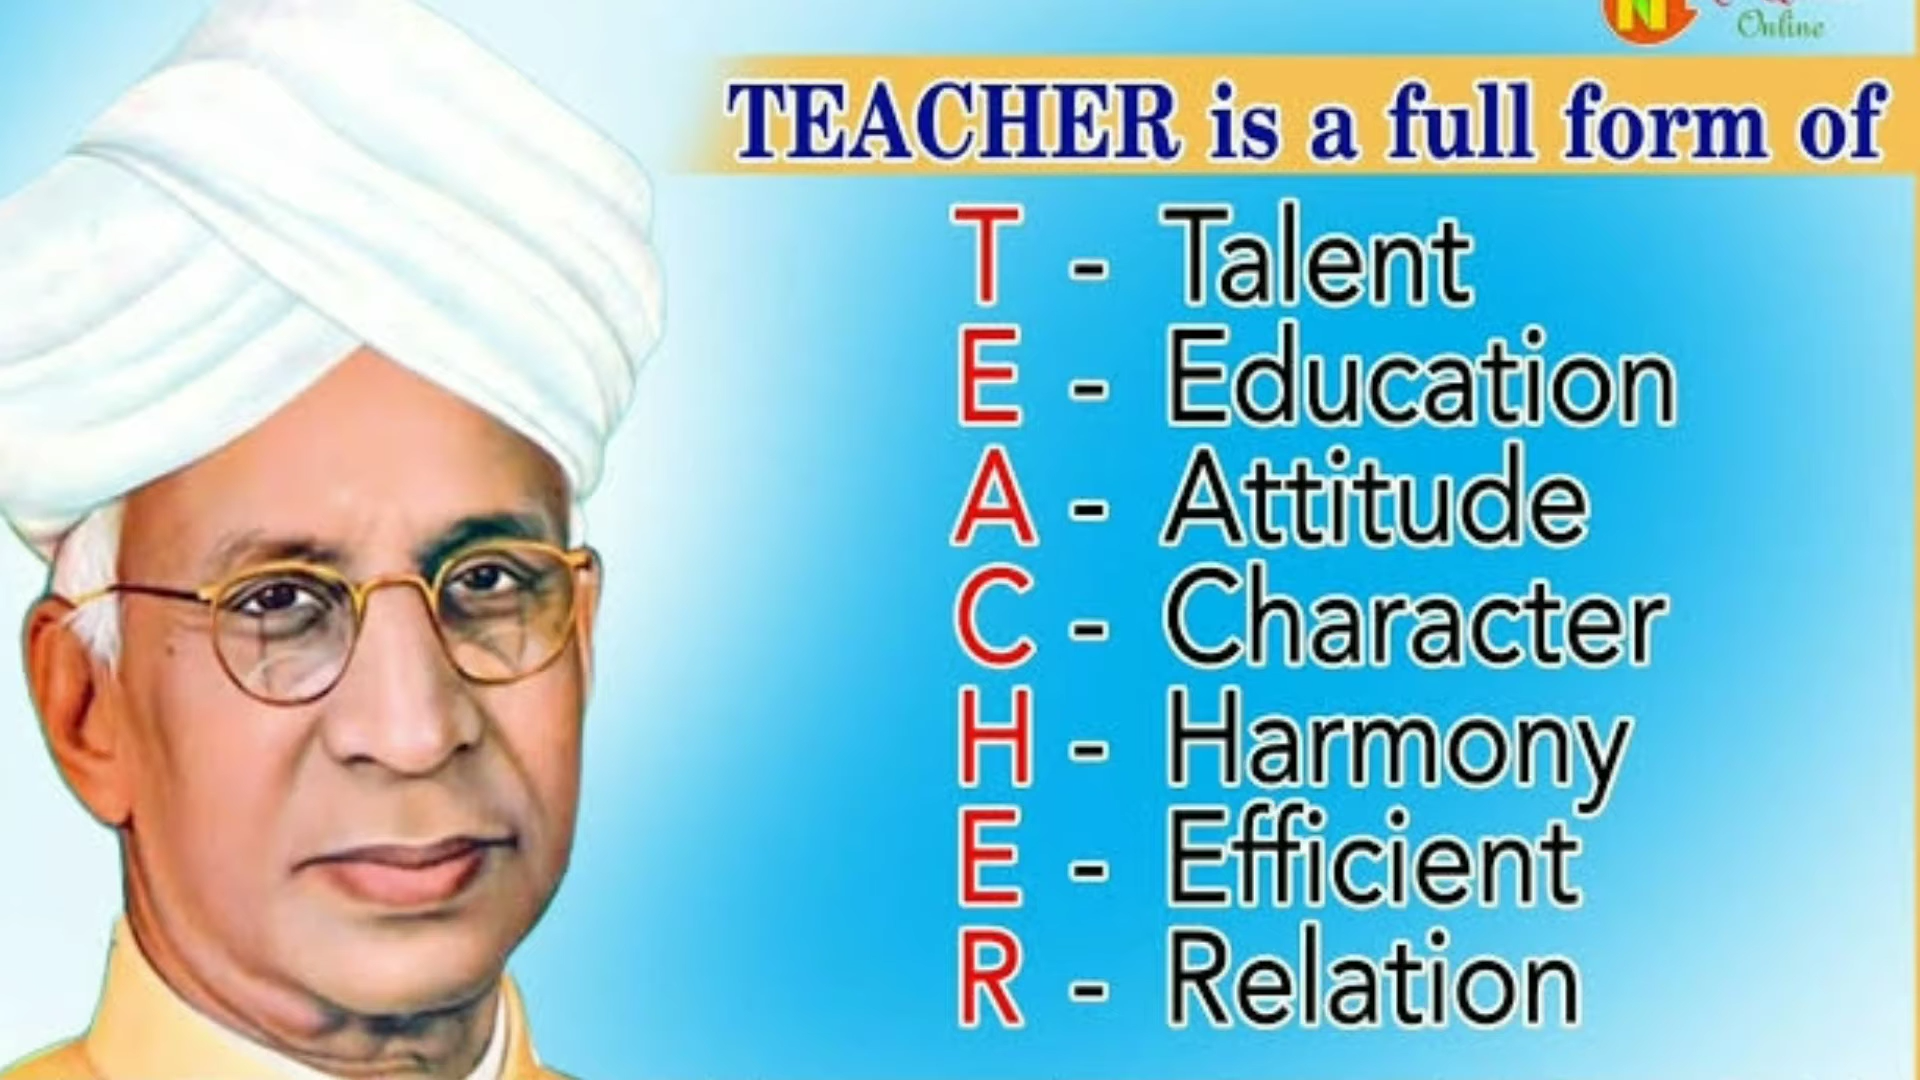 N
Online
TEACHER is a full form of
T - Talent
E - Education
A - Attitude
C - Character
H - Harmony
E - Efficient
R - Relation